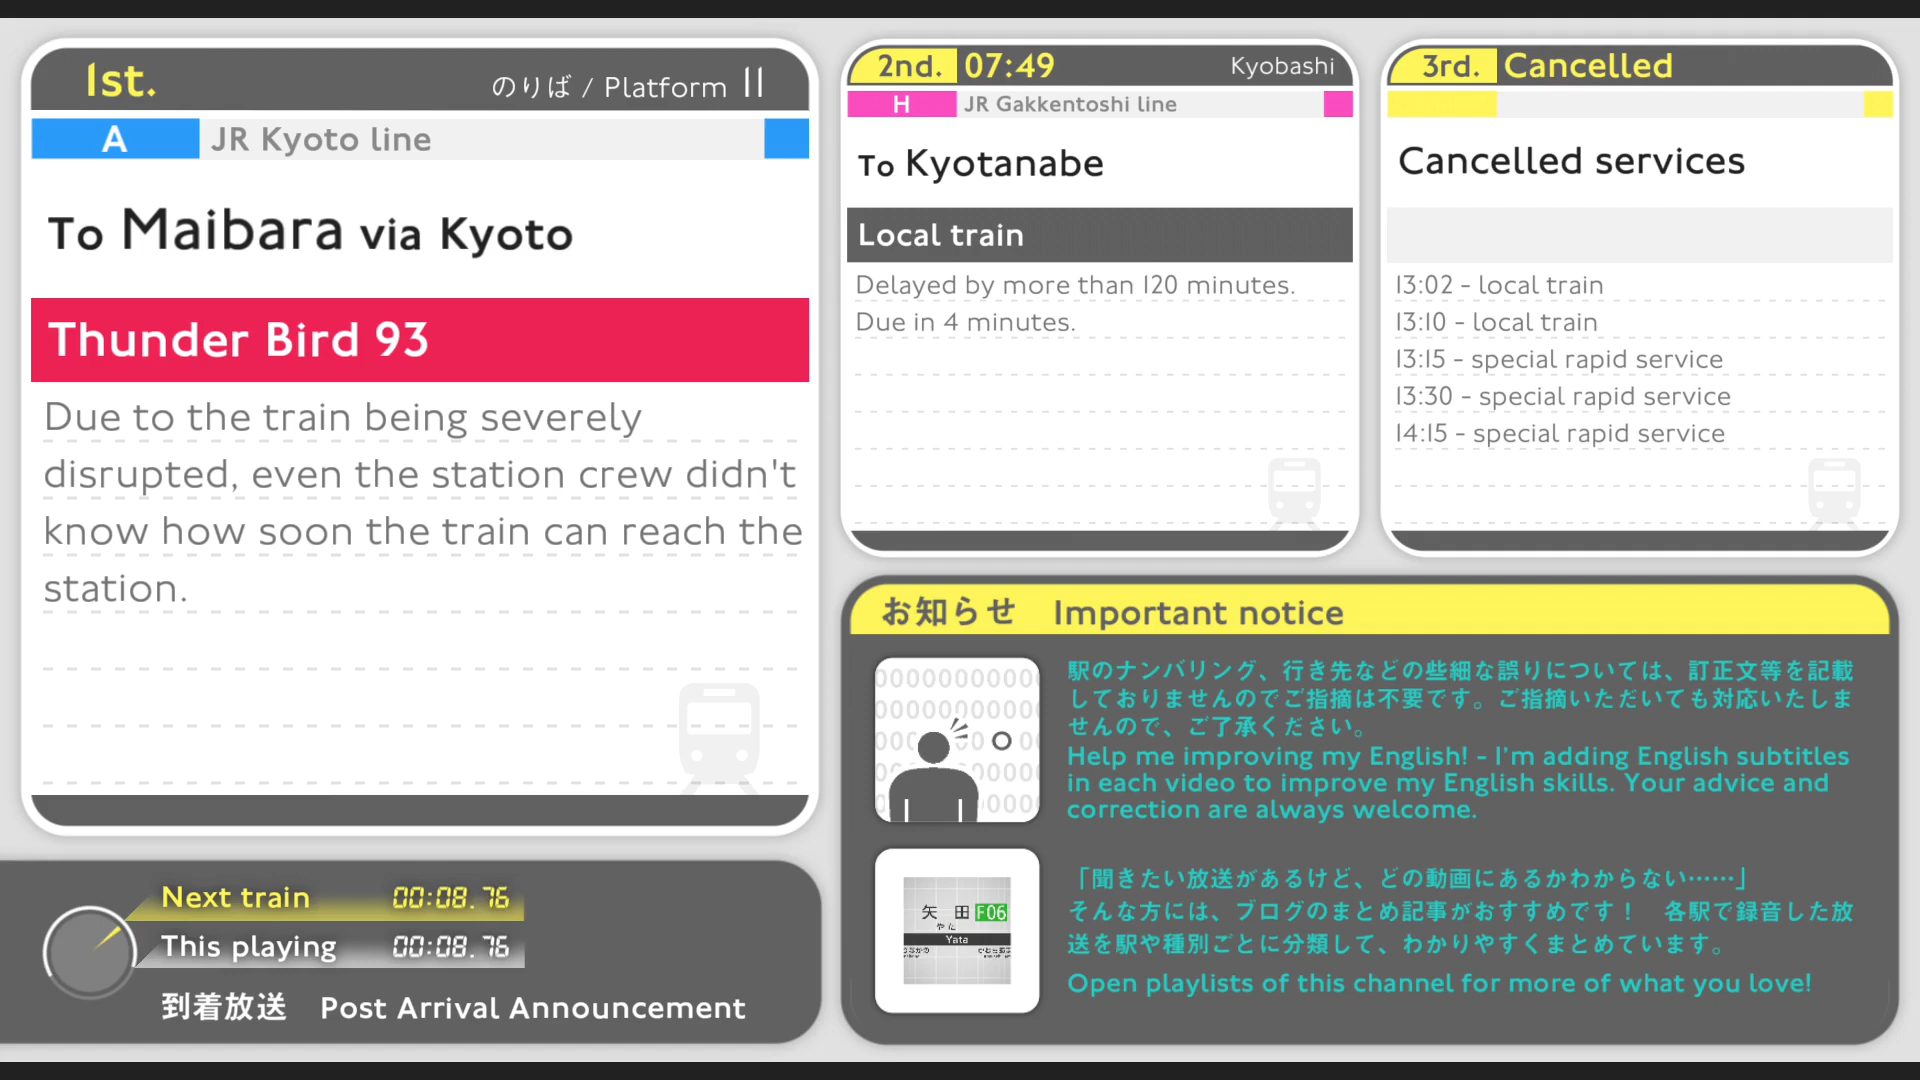 1st.
のりば / Platform 11
A JR Kyoto line
To Maibara via Kyoto
Thunder Bird 93
Due to the train being severely
disrupted, even the station crew didn't
know how soon the train can reach the
station.
2nd. 07:49 Kyobashi
H JR Gakkentoshi line
To Kyotanabe
Local train
Delayed by more than 120 minutes.
Due in 4 minutes.
3rd. Cancelled
Cancelled services
13:02 - local train
13:10 - local train
13:15 - special rapid service
13:30 - special rapid service
14:15 - special rapid service
Next train 00:08.76
This playing 00:08.76
到着放送 Post Arrival Announcement
お知らせ Important notice
駅のナンバリング、行き先などの些細な誤りについては、訂正文等を記載
しておりませんのでご指摘は不要です。ご指摘いただいても対応いたしま
せんので、ご了承ください。
Help me improving my English! - I'm adding English subtitles
in each video to improve my English skills. Your advice and
correction are always welcome.
矢 田 F06
やた
Yata
「聞きたい放送があるけど、どの動画にあるかわからない……」
そんな方には、ブログのまとめ記事がおすすめです！ 各駅で録音した放
送を駅や種別ごとに分類して、わかりやすくまとめています。
Open playlists of this channel for more of what you love!